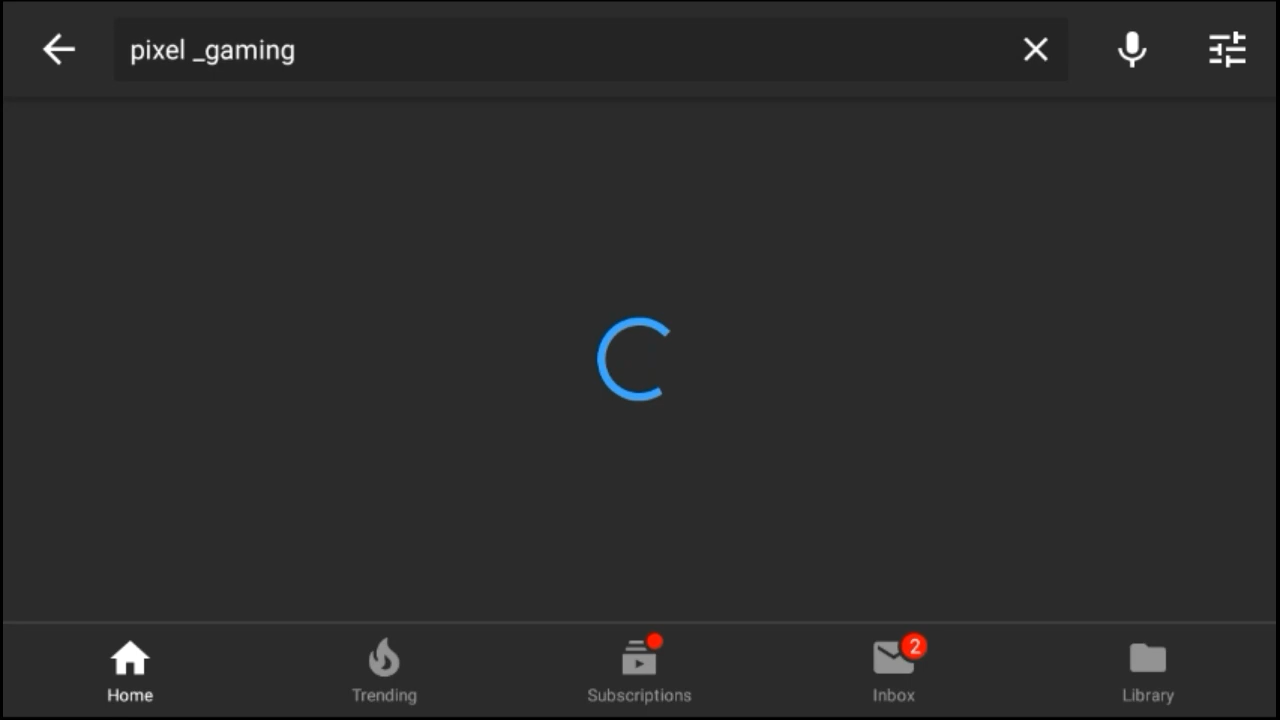 pixel _gaming
2
Home
Trending
Subscriptions
Inbox
Library